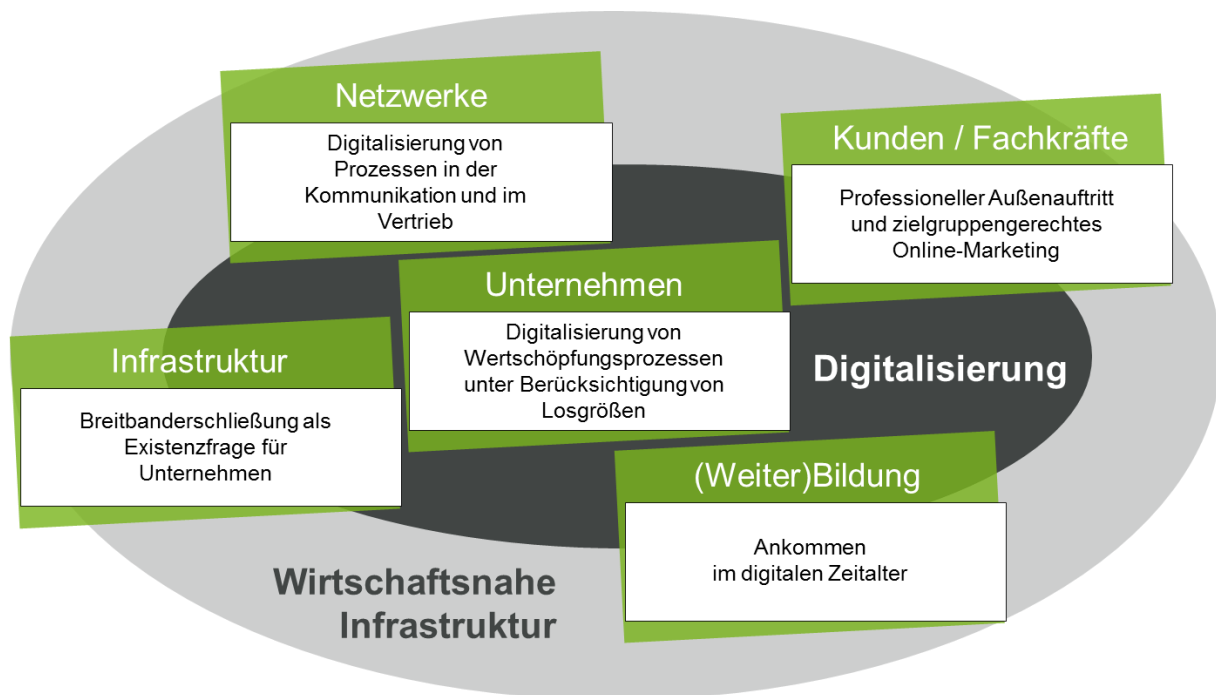 Netzwerke
Digitalisierung von
Prozessen in der
Kommunikation und im
Vertrieb
Kunden / Fachkräfte
Professioneller Außenauftritt
und zielgruppengerechtes
Online-Marketing
Unternehmen
Digitalisierung von
Wertschöpfungsprozessen
unter Berücksichtigung von
Losgrößen
Digitalisierung
Infrastruktur
Breitbanderschließung als
Existenzfrage für
Unternehmen
(Weiter)Bildung
Ankommen
im digitalen Zeitalter
Wirtschaftsnahe
Infrastruktur